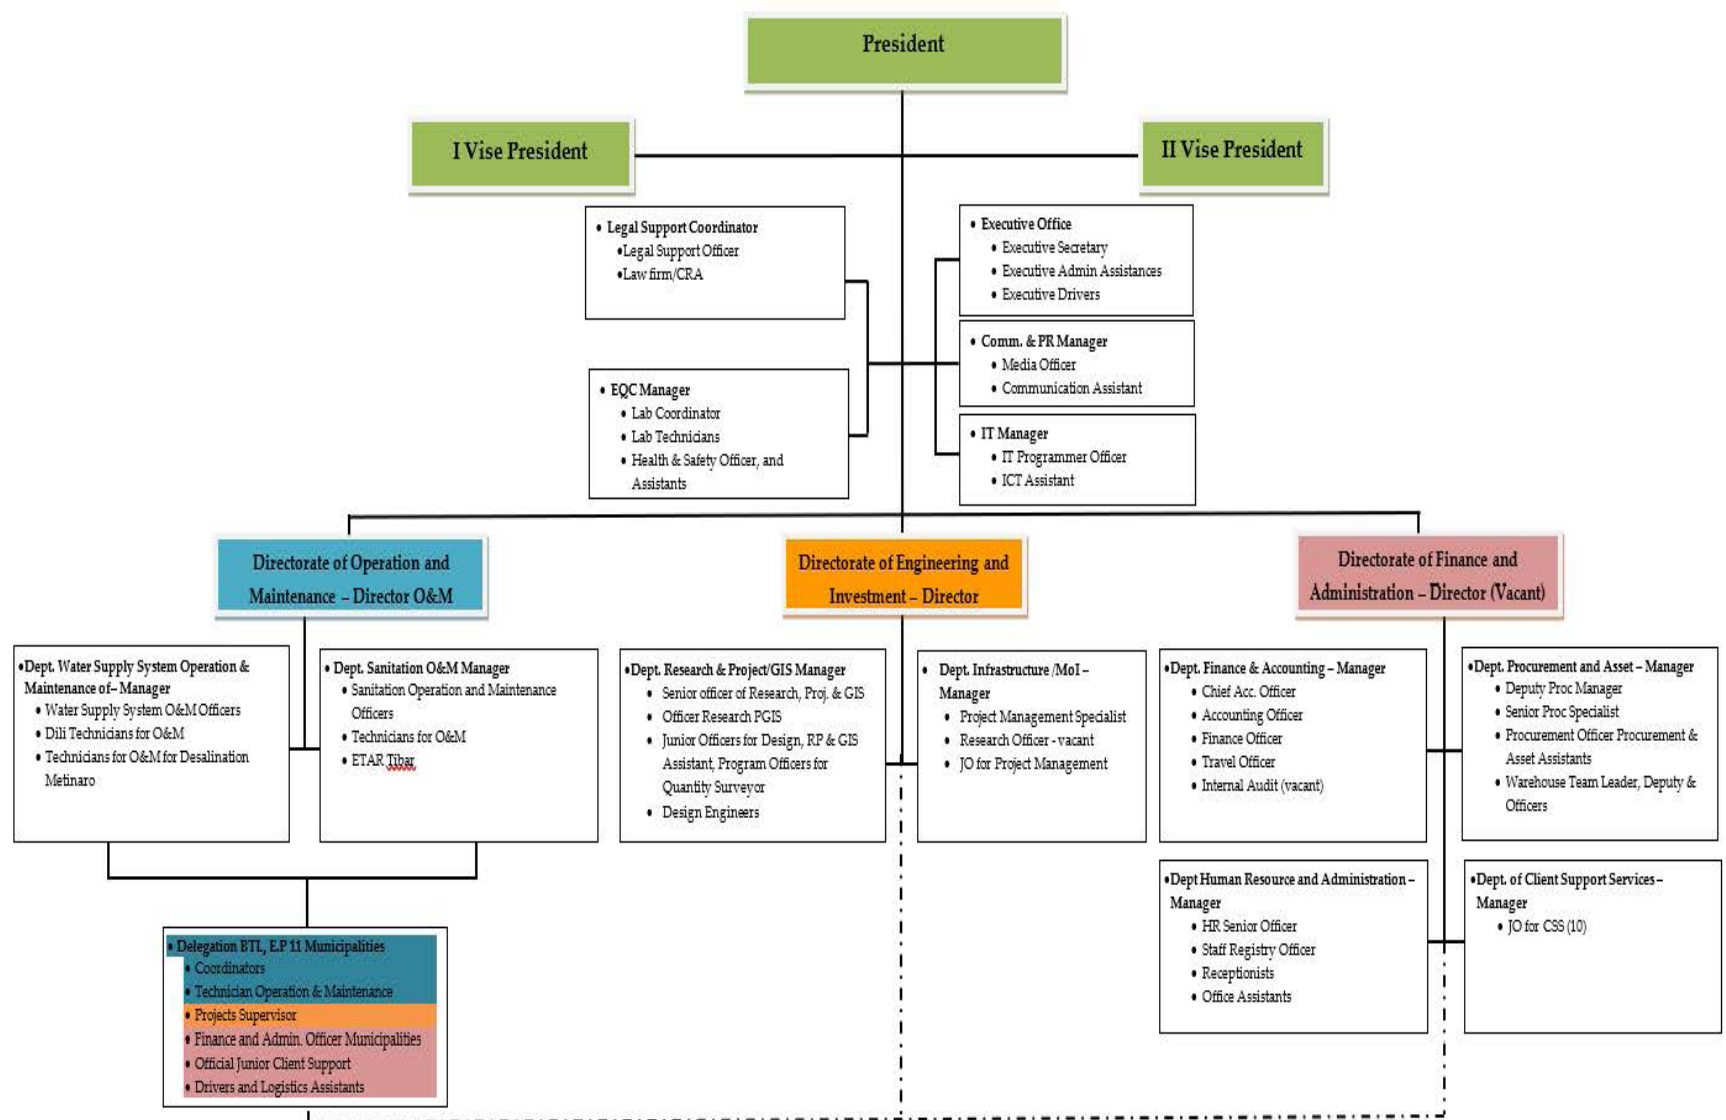 President
I Vise President
II Vise President
• Legal Support Coordinator
•Legal Support Officer
•Law firm/CRA
• Executive Office
• Executive Secretary
• Executive Admin Assistances
• Executive Drivers
• Comm. & PR Manager
• Media Officer
• Communication Assistant
• EQC Manager
• Lab Coordinator
• Lab Technicians
• Health & Safety Officer, and
Assistants
• IT Manager
• IT Programmer Officer
• ICT Assistant
Directorate of Operation and
Maintenance – Director O&M
Directorate of Engineering and
Investment – Director
Directorate of Finance and
Administration – Director (Vacant)
•Dept. Water Supply System Operation &
Maintenance of– Manager
• Water Supply System O&M Officers
• Dili Technicians for O&M
• Technicians for O&M for Desalination
Metinaro
• Dept. Sanitation O&M Manager
• Sanitation Operation and Maintenance
Officers
• Technicians for O&M
• ETAR Tibar
•Dept. Research & Project/GIS Manager
• Senior officer of Research, Proj. & GIS
• Officer Research PGIS
• Junior Officers for Design, RP & GIS
Assistant, Program Officers for
Quantity Surveyor
• Design Engineers
• Dept. Infrastructure /MoI –
Manager
• Project Management Specialist
• Research Officer - vacant
• JO for Project Management
•Dept. Finance & Accounting – Manager
• Chief Acc. Officer
• Accounting Officer
• Finance Officer
• Travel Officer
• Internal Audit (vacant)
•Dept. Procurement and Asset – Manager
• Deputy Proc Manager
• Senior Proc Specialist
• Procurement Officer Procurement &
Asset Assistants
• Warehouse Team Leader, Deputy &
Officers
•Dept Human Resource and Administration –
Manager
• HR Senior Officer
• Staff Registry Officer
• Receptionists
• Office Assistants
•Dept. of Client Support Services –
Manager
• JO for CSS (10)
• Delegation BTL, E.P 11 Municipalities
• Coordinators
• Technician Operation & Maintenance
• Projects Supervisor
• Finance and Admin. Officer Municipalities
• Official Junior Client Support
• Drivers and Logistics Assistants